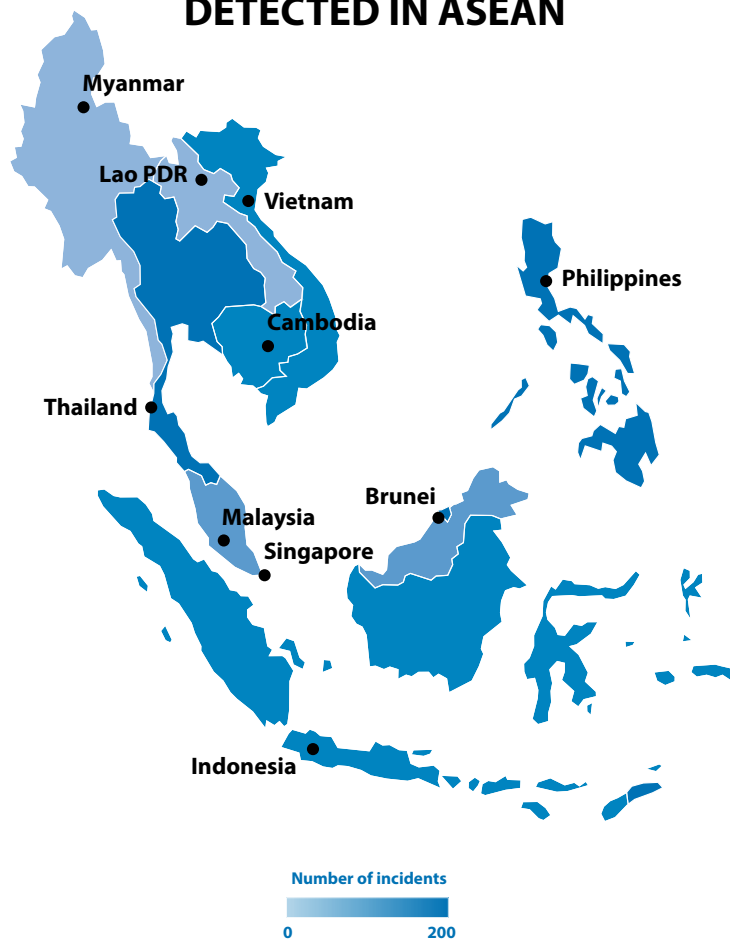 DETECTED IN ASEAN
Myanmar
Lao PDR
Vietnam
Philippines
Cambodia
Thailand
Brunei
Malaysia
Singapore
Indonesia
Number of incidents
0 200